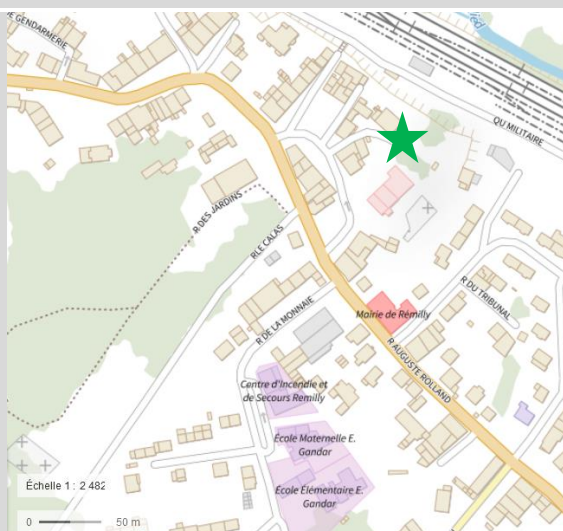 DE GENDARMERIE
QU MILITAIRE
R DES JARDINS
RLE CALAS
R DU TRIBUNAL
R DE LA MONNAIE
Mairie de Rémilly
R AUGUSTE ROLLAND
Centre d'Incendie et
de Secours Remilly
École Maternelle E.
Gandar
École Élémentaire E.
Gandar
Échelle 1 : 2 482
0 50 m